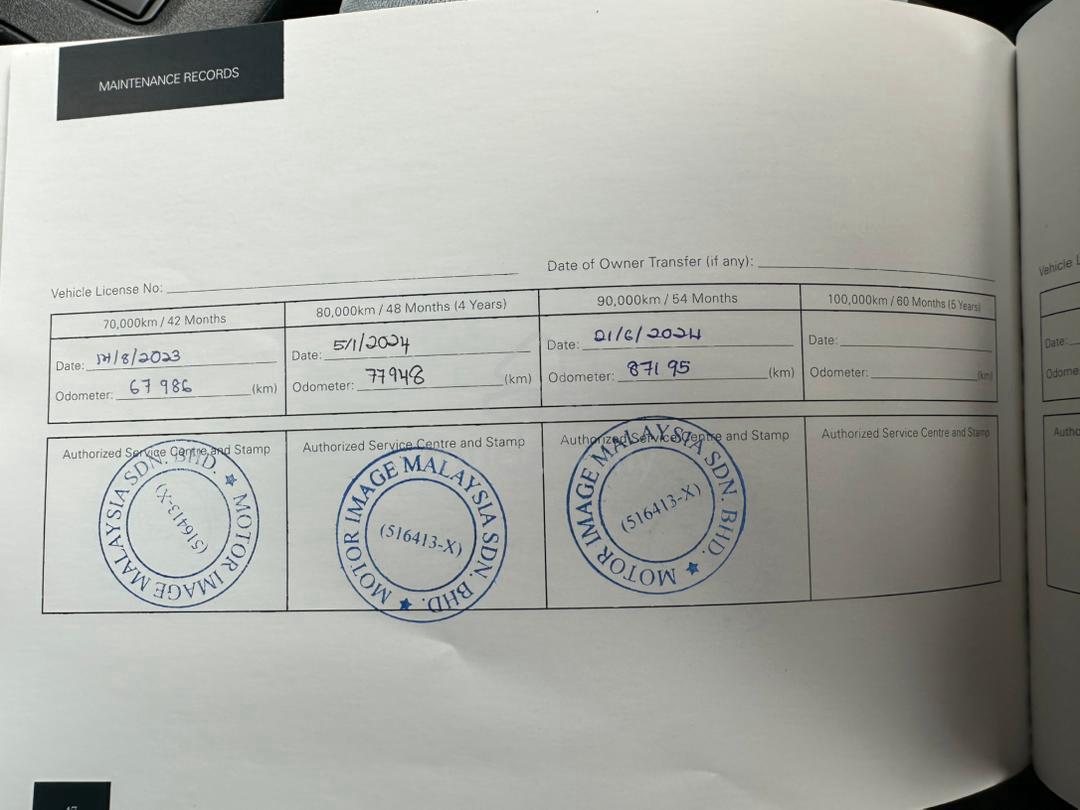 MAINTENANCE RECORDS
Vehicle License No:
Date of Owner Transfer (if any):
70,000km / 42 Months
80,000km / 48 Months (4 Years)
90,000km / 54 Months
100,000km / 60 Months (5 Years)
Date: /8/2023
Date: 5/1/2024
Date: 21/6/2024
Date:
Odometer: 67 986 (km)
Odometer: 77948 (km)
Odometer: 871 95 (km)
Odometer: (km)
Authorized Service Centre and Stamp
Authorized Service Centre and Stamp
Authorized Service Centre and Stamp
Authorized Service Centre and Stamp
MOTOR IMAGE MALAYSIA SDN. BHD. ★
(516413-X)
MOTOR IMAGE MALAYSIA SDN. BHD. ★
(516413-X)
MOTOR IMAGE MALAYSIA SDN. BHD. ★
(516413-X)
Vehicle
Date: